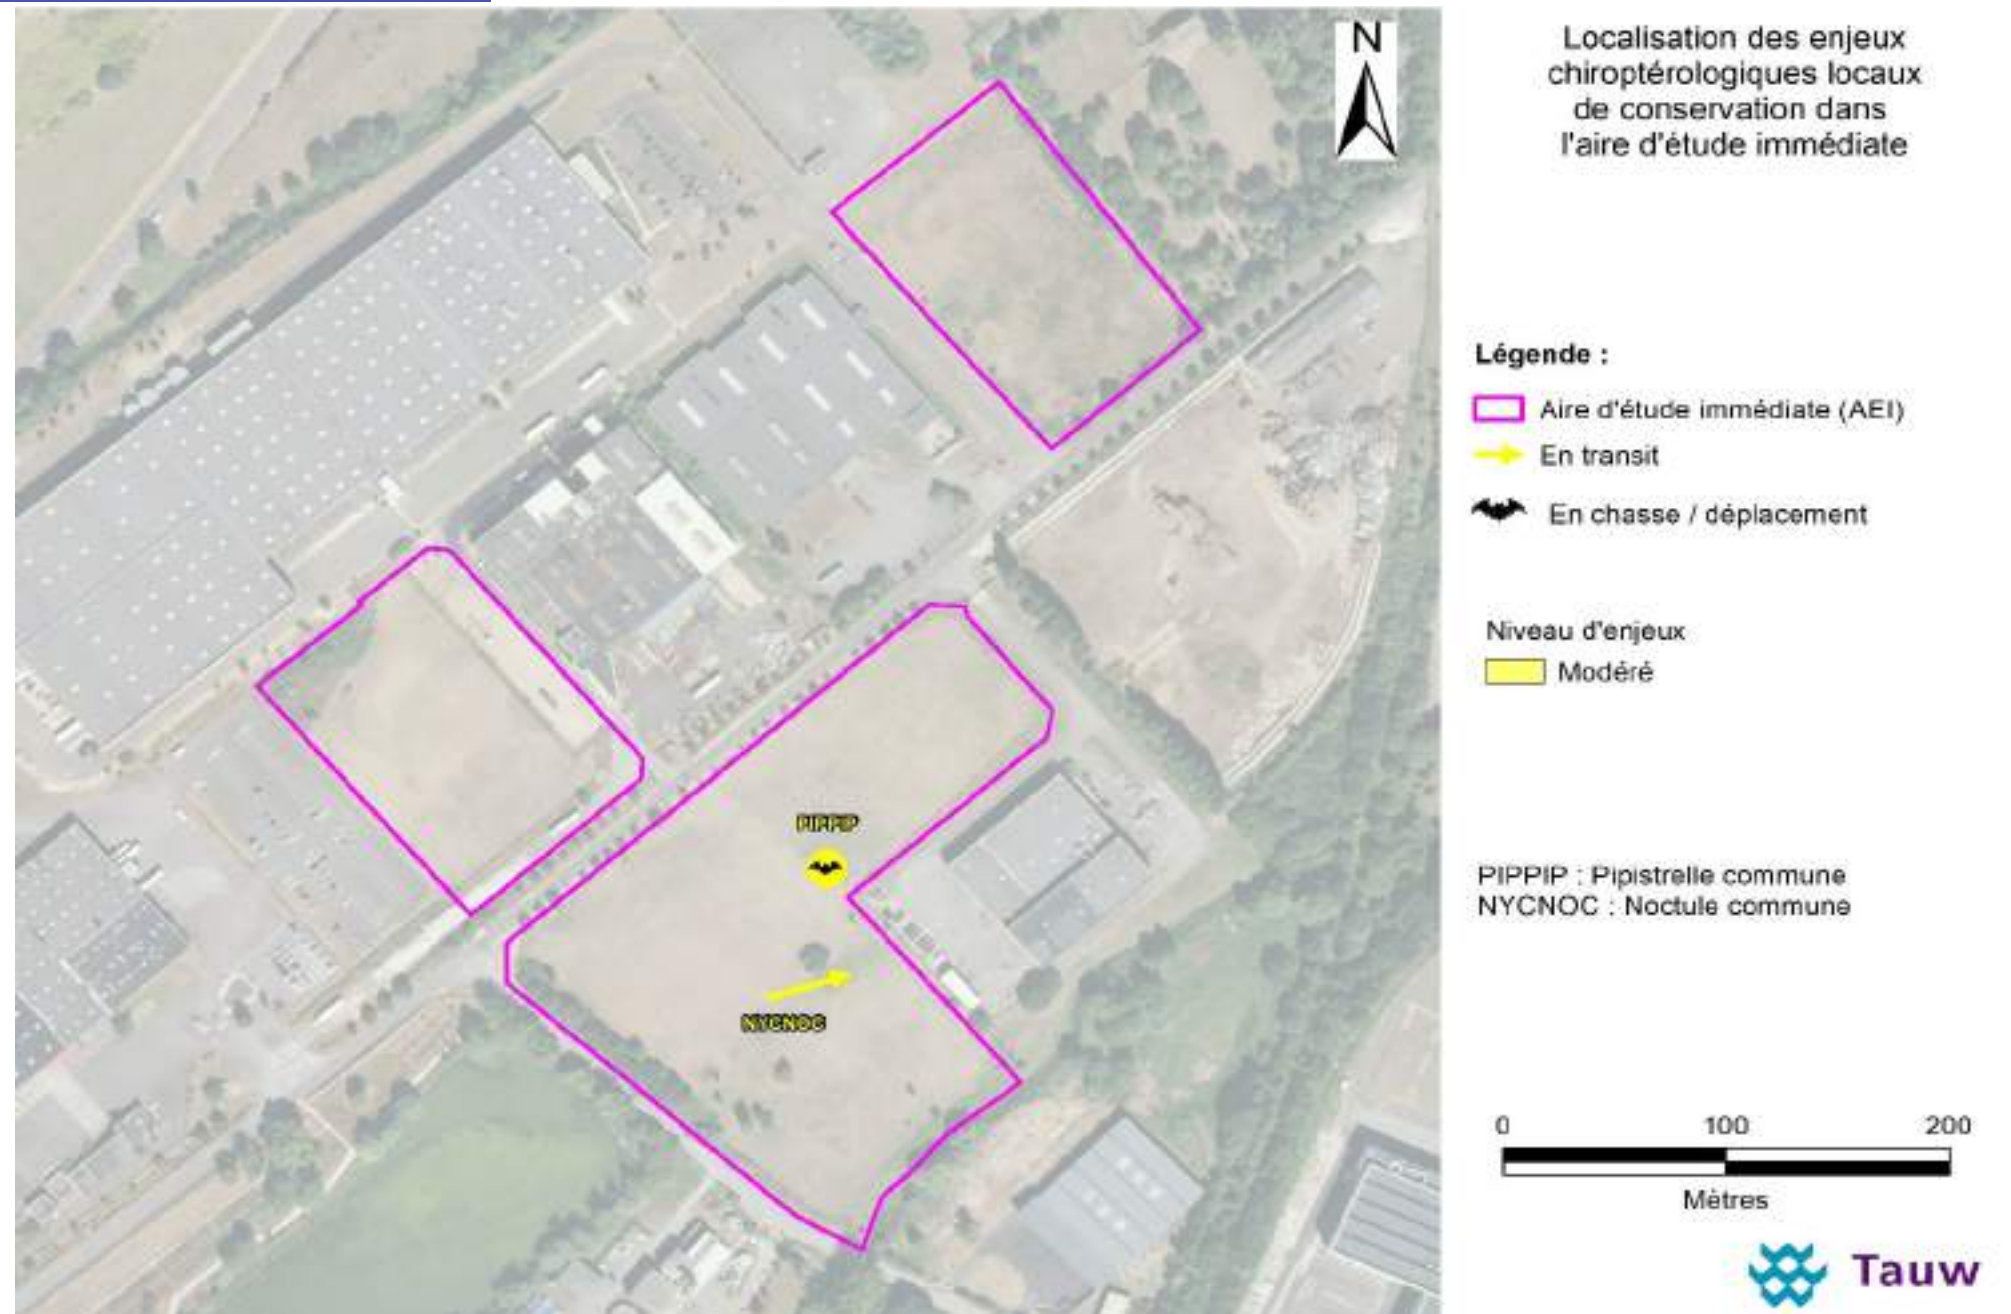 Localisation des enjeux
chiroptérologiques locaux
de conservation dans
l'aire d'étude immédiate
N
Légende :
Aire d'étude immédiate (AEI)
En transit
En chasse / déplacement
Niveau d'enjeux
Modéré
PIPPIP
NYCNOC
PIPPIP : Pipistrelle commune
NYCNOC : Noctule commune
0 100 200
Mètres
Tauw